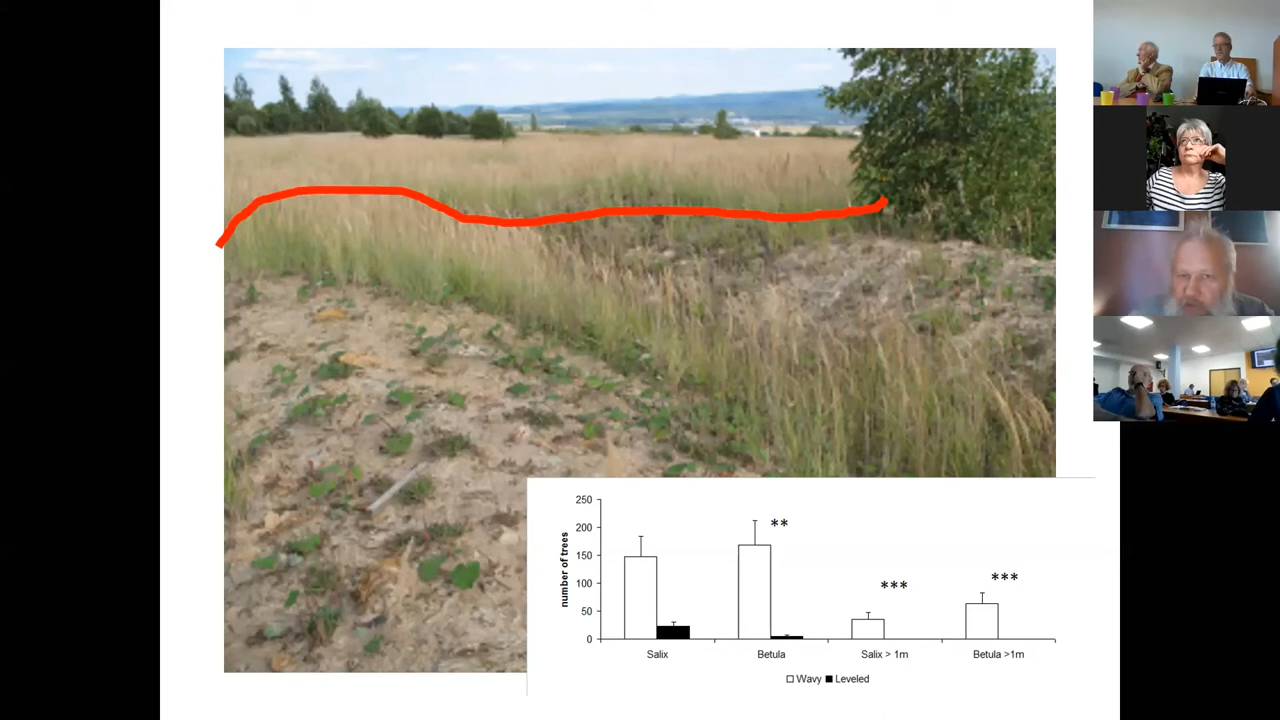 250
**
200
150
***
***
100
50
0
number of trees
Salix
Betula
Salix > 1m
Betula >1m
Wavy
Leveled